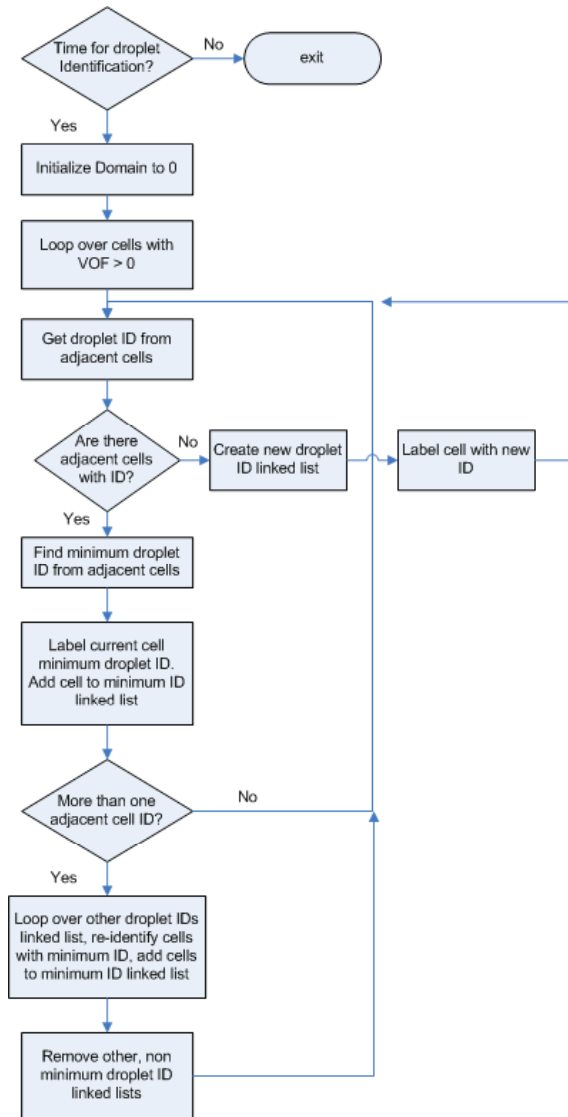 Time for droplet
Identification?
No
exit
Yes
Initialize Domain to 0
Loop over cells with
VOF > 0
Get droplet ID from
adjacent cells
Are there
adjacent cells
with ID?
No
Create new droplet
ID linked list
Label cell with new
ID
Yes
Find minimum droplet
ID from adjacent cells
Label current cell
minimum droplet ID.
Add cell to minimum ID
linked list
More than one
adjacent cell ID?
No
Yes
Loop over other droplet IDs
linked list, re-identify cells
with minimum ID, add cells
to minimum ID linked list
Remove other, non
minimum droplet ID
linked lists